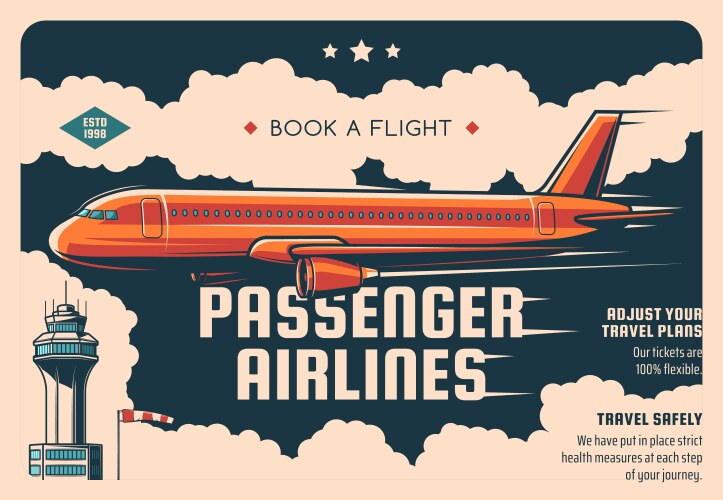 ESTD
1998
BOOK A FLIGHT
PASSENGER
AIRLINES
ADJUST YOUR
TRAVEL PLANS
Our tickets are
100% flexible.
TRAVEL SAFELY
We have put in place strict
health measures at each step
of your journey.